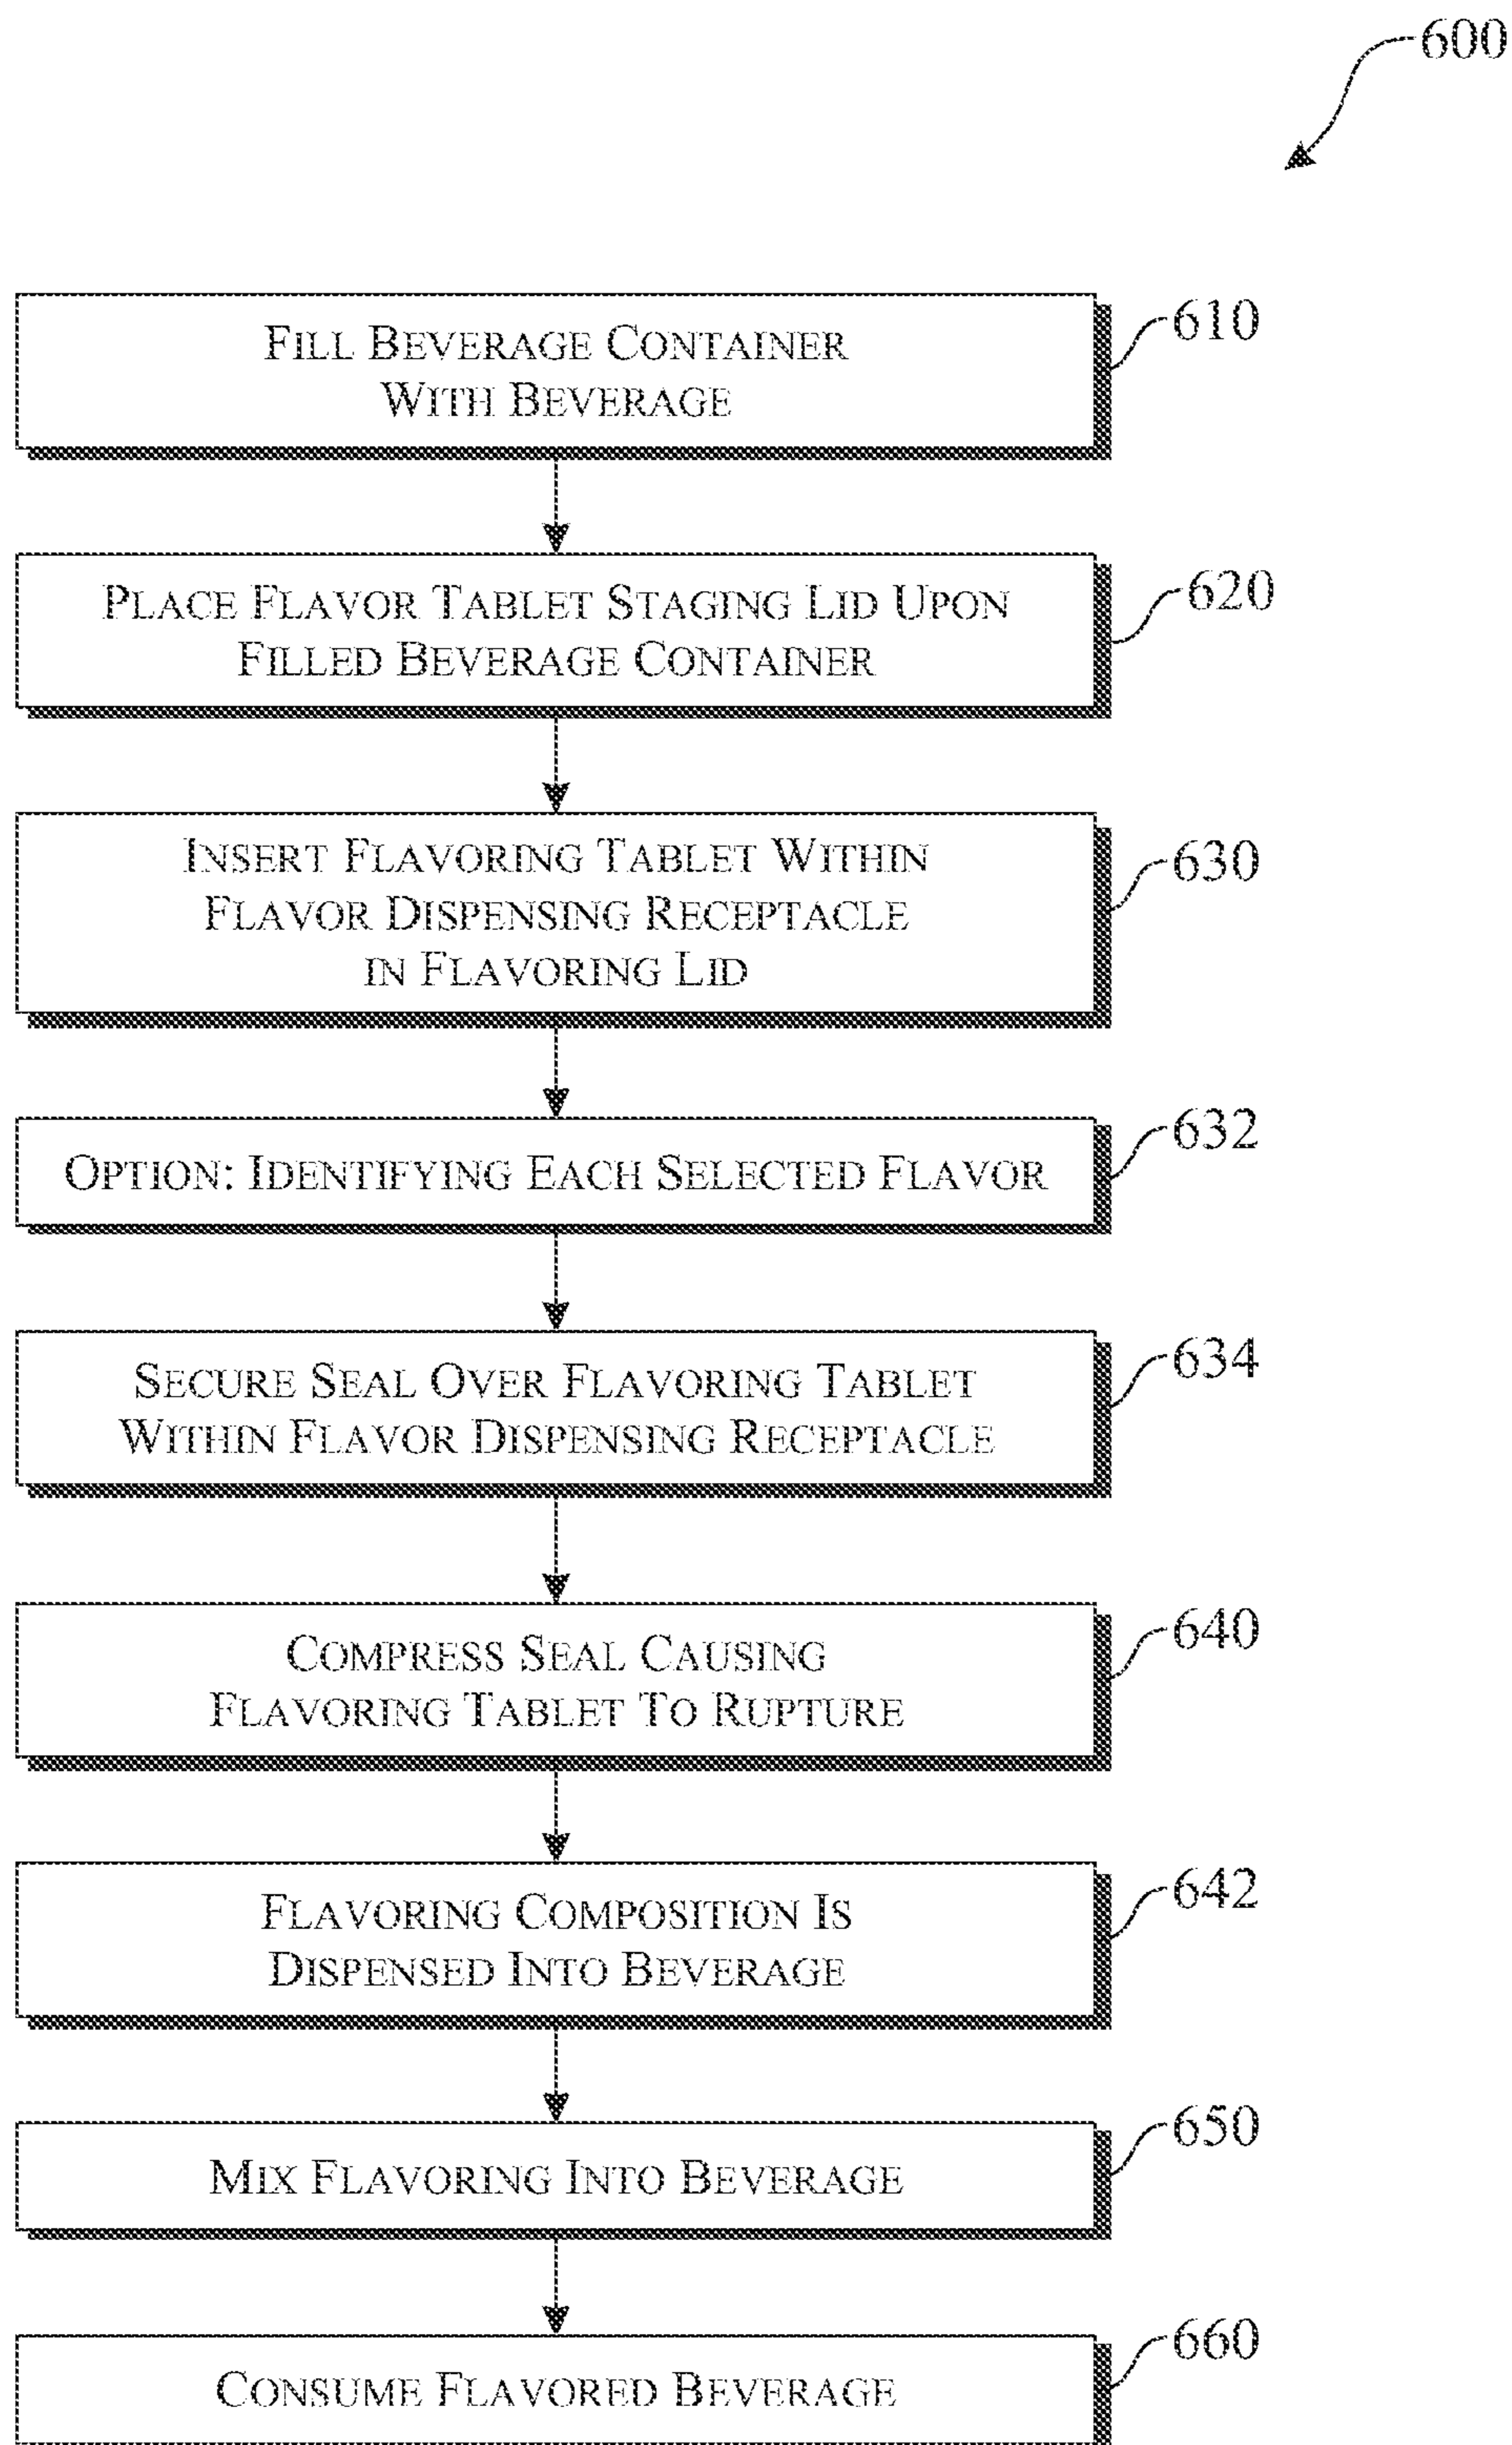 600
FILL BEVERAGE CONTAINER
WITH BEVERAGE
610
PLACE FLAVOR TABLET STAGING LID UPON
FILLED BEVERAGE CONTAINER
620
INSERT FLAVORING TABLET WITHIN
FLAVOR DISPENSING RECEPTACLE
IN FLAVORING LID
630
OPTION: IDENTIFYING EACH SELECTED FLAVOR
632
SECURE SEAL OVER FLAVORING TABLET
WITHIN FLAVOR DISPENSING RECEPTACLE
634
COMPRESS SEAL CAUSING
FLAVORING TABLET TO RUPTURE
640
FLAVORING COMPOSITION IS
DISPENSED INTO BEVERAGE
642
MIX FLAVORING INTO BEVERAGE
650
CONSUME FLAVORED BEVERAGE
660